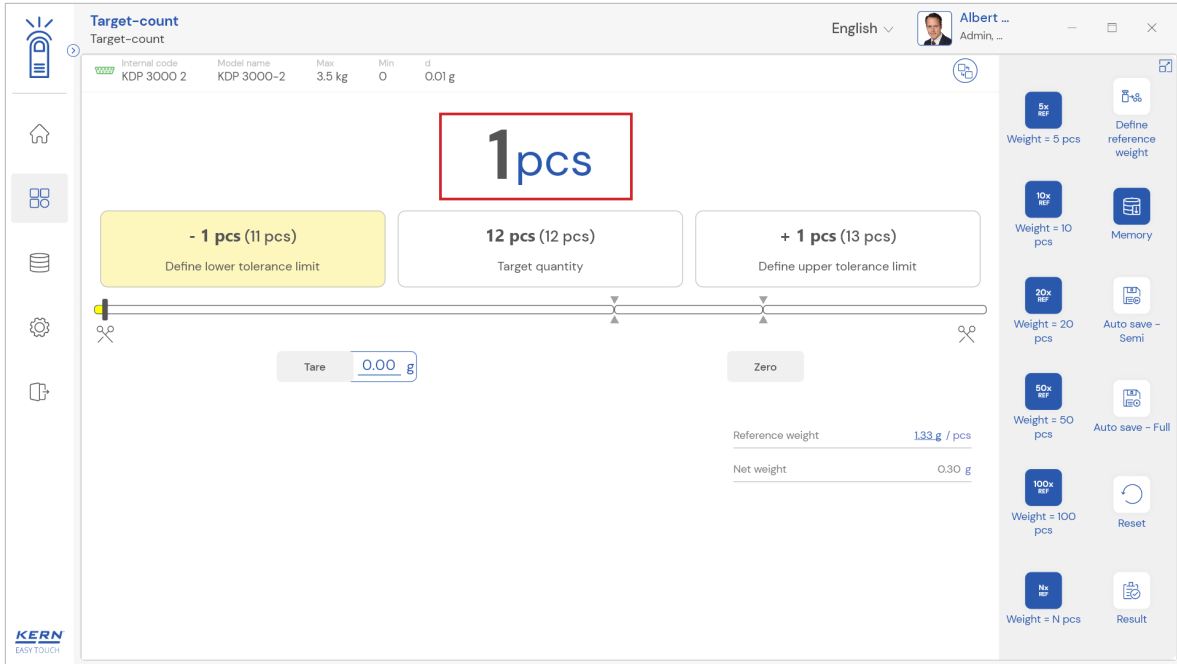 Target-count
Target-count
English
Albert ...
Admin, ...
Internal code
KDP 3000 2
Model name
KDP 3000-2
Max
3.5 kg
Min
0
d
0.01 g
1 pcs
- 1 pcs (11 pcs)
Define lower tolerance limit
12 pcs (12 pcs)
Target quantity
+ 1 pcs (13 pcs)
Define upper tolerance limit
Tare
0.00 g
Zero
Reference weight
1.33 g / pcs
Net weight
0.30 g
5x
REF
Weight = 5 pcs
Define
reference
weight
10x
REF
Weight = 10
pcs
Memory
20x
REF
Weight = 20
pcs
Auto save -
Semi
50x
REF
Weight = 50
pcs
Auto save - Full
100x
REF
Weight = 100
pcs
Reset
Nx
REF
Weight = N pcs
Result
KERN
EASY TOUCH